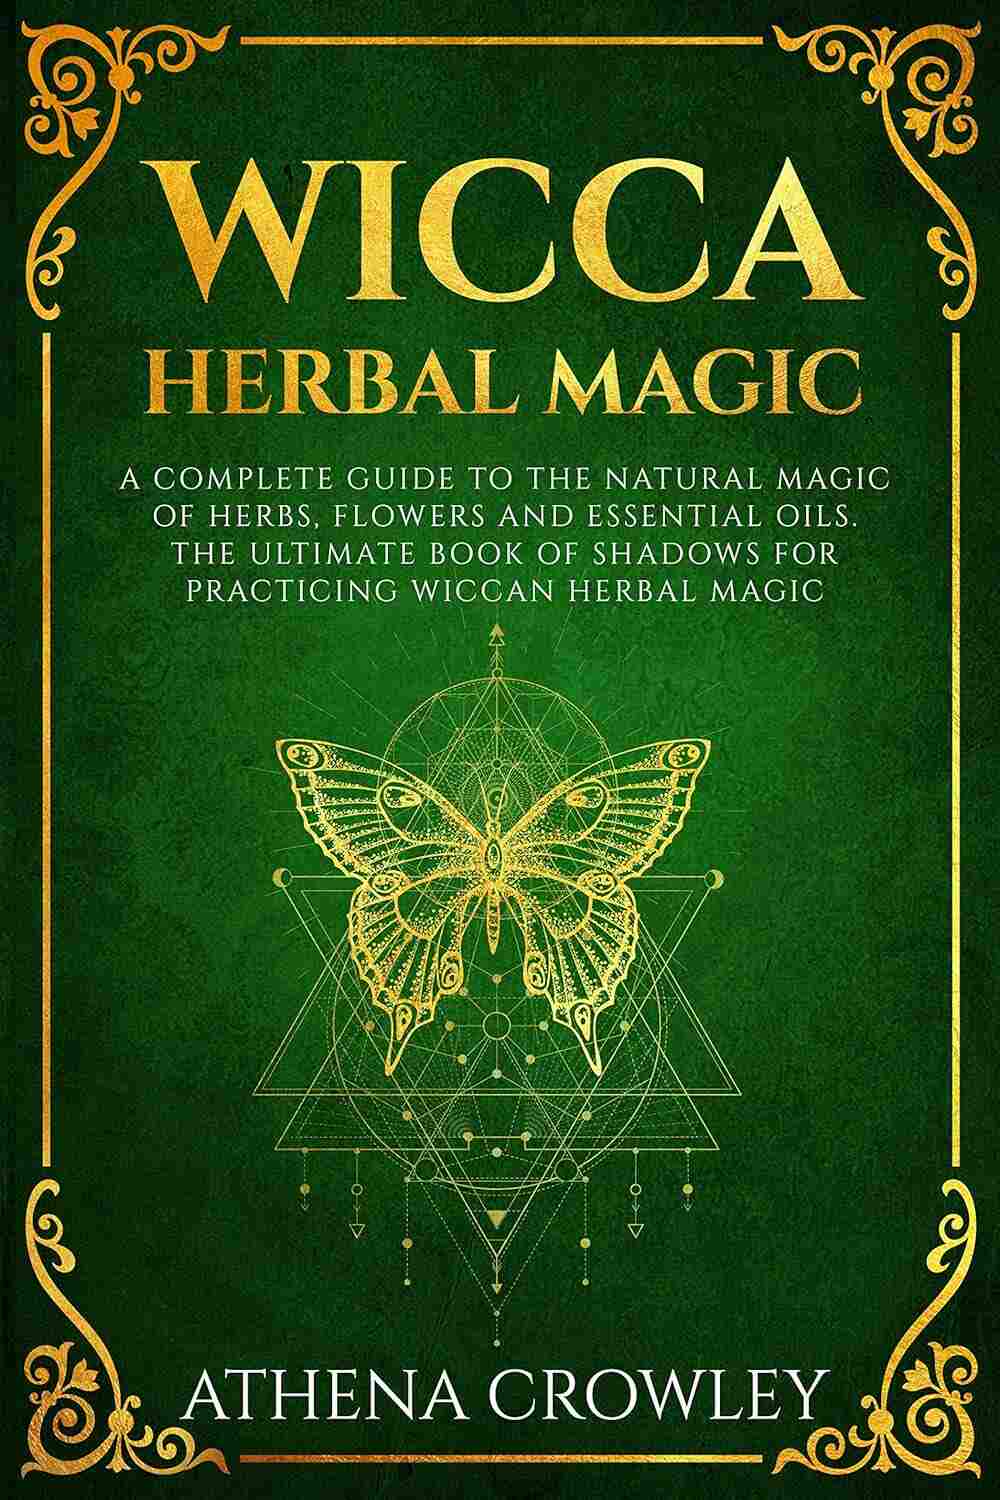 WICCA
HERBAL MAGIC
A COMPLETE GUIDE TO THE NATURAL MAGIC
OF HERBS, FLOWERS AND ESSENTIAL OILS.
THE ULTIMATE BOOK OF SHADOWS FOR
PRACTICING WICCAN HERBAL MAGIC
ATHENA CROWLEY